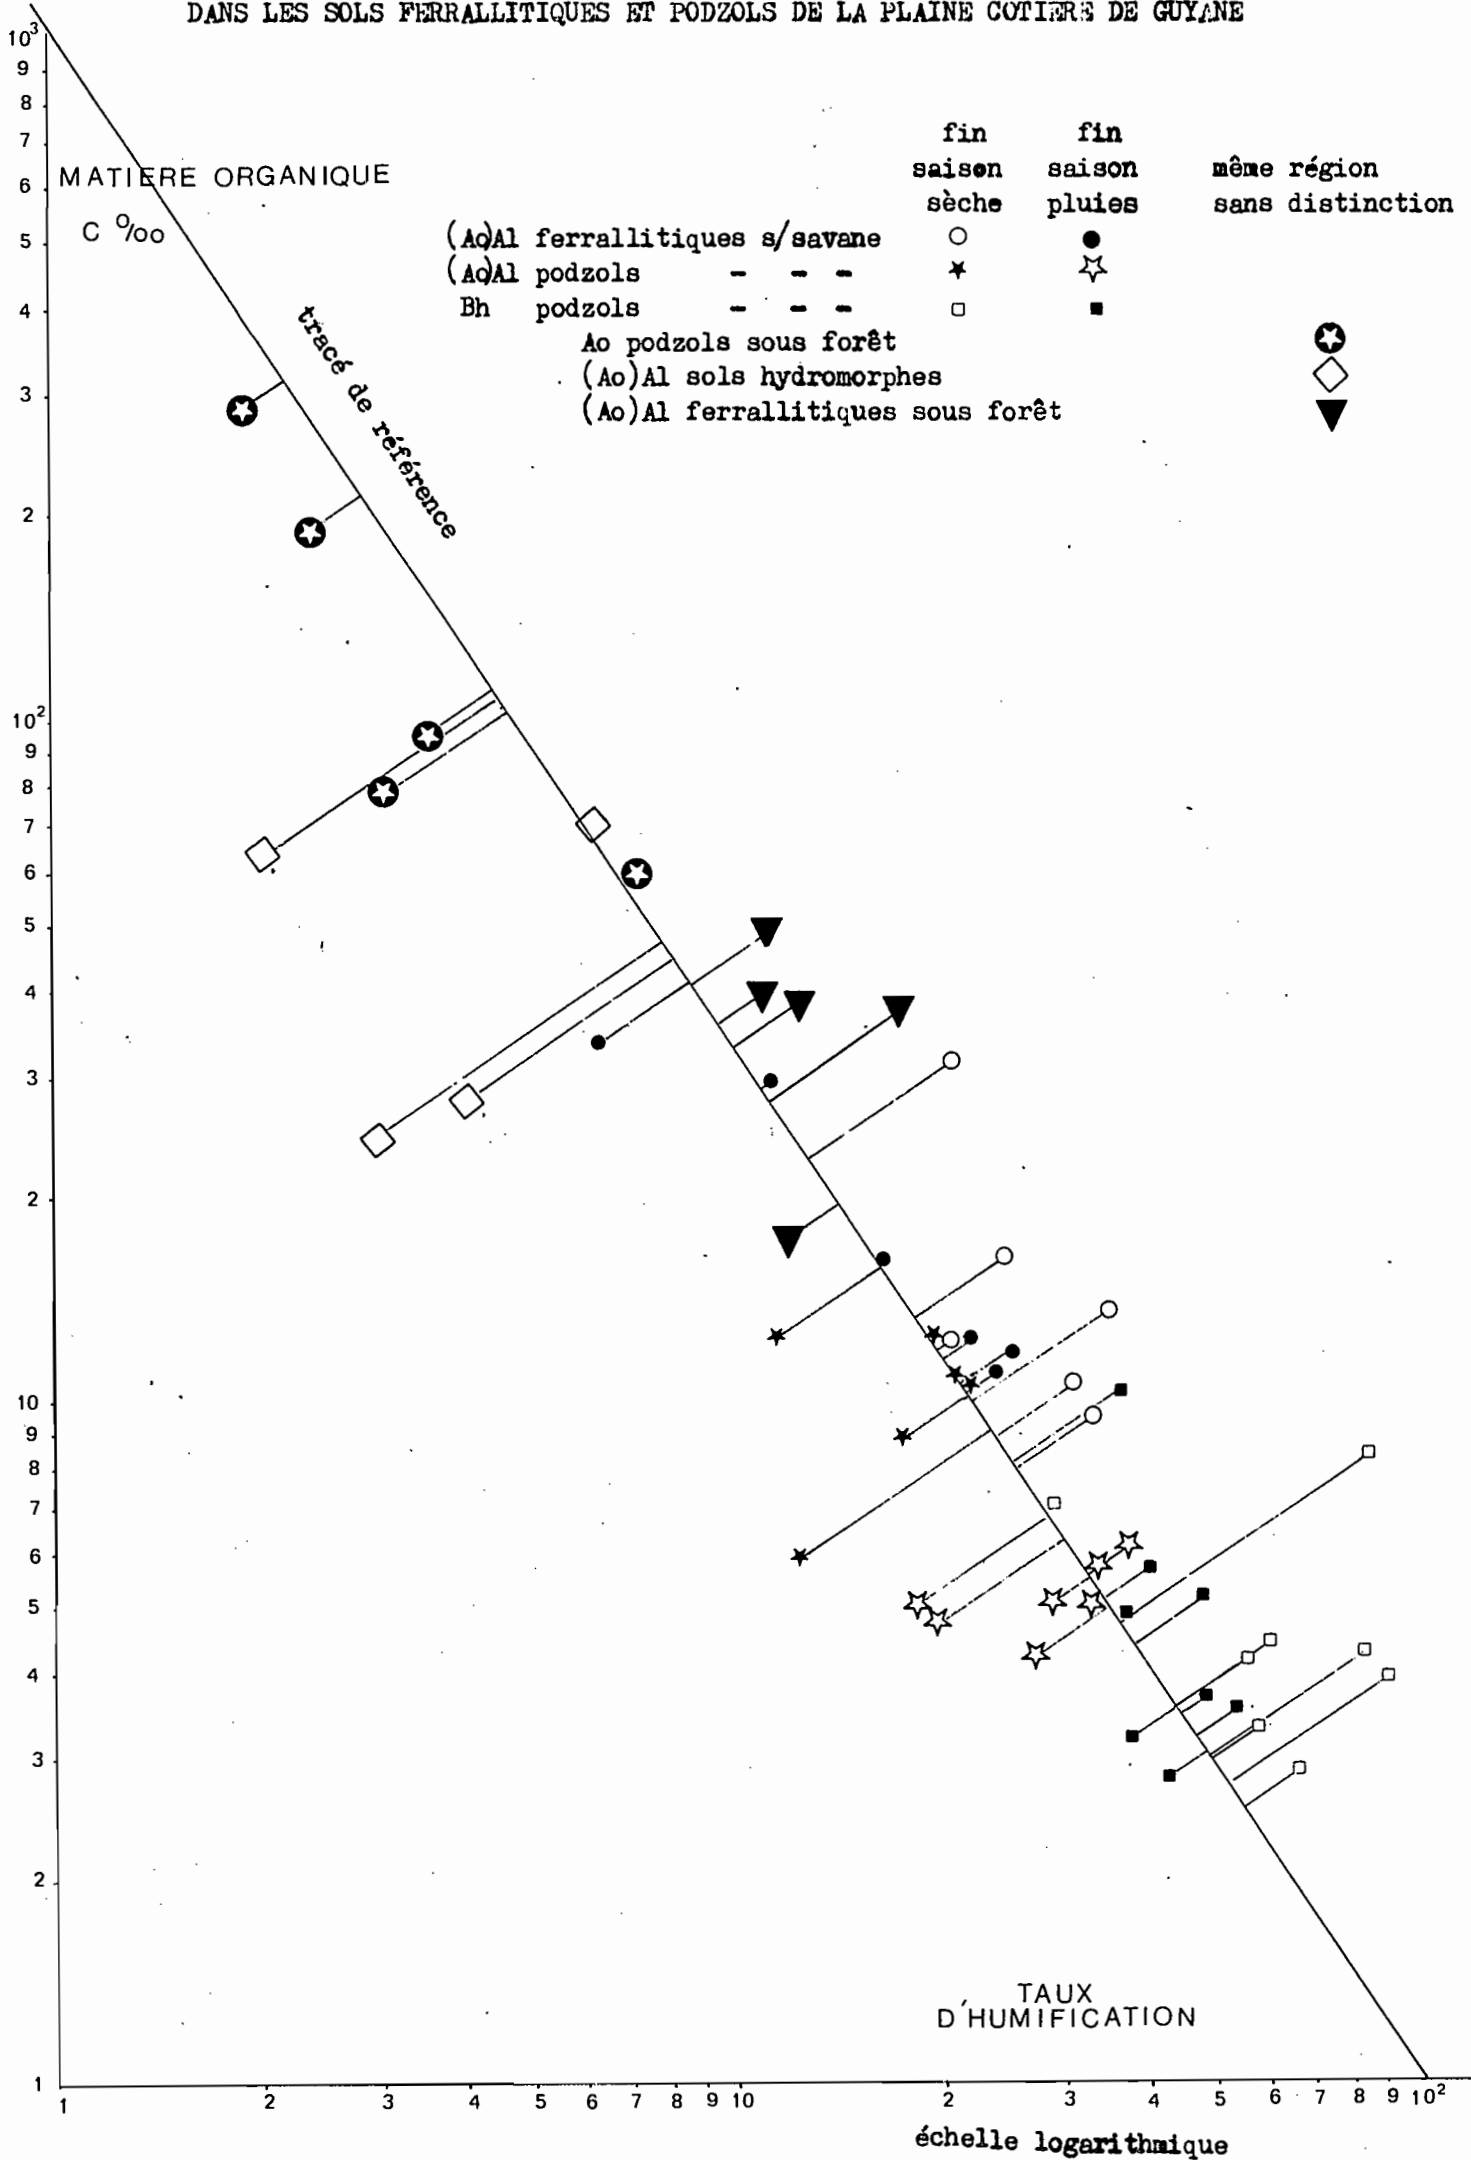 DANS LES SOLS FERRALLITIQUES ET PODZOLS DE LA PLAINE COTIERE DE GUYANE
10³
9
8
7
6
5
4
3
2
10²
9
8
7
6
5
4
3
2
10
9
8
7
6
5
4
3
2
1
MATIERE ORGANIQUE
C ‰
fin saison sèche
fin saison pluies
même région sans distinction
(Ao)Al ferrallitiques s/savane
(Ao)Al podzols - - -
Bh podzols - - -
Ao podzols sous forêt
(Ao)Al sols hydromorphes
(Ao)Al ferrallitiques sous forêt
tracé de référence
TAUX
D'HUMIFICATION
1 2 3 4 5 6 7 8 9 10 2 3 4 5 6 7 8 9 10²
échelle logarithmique